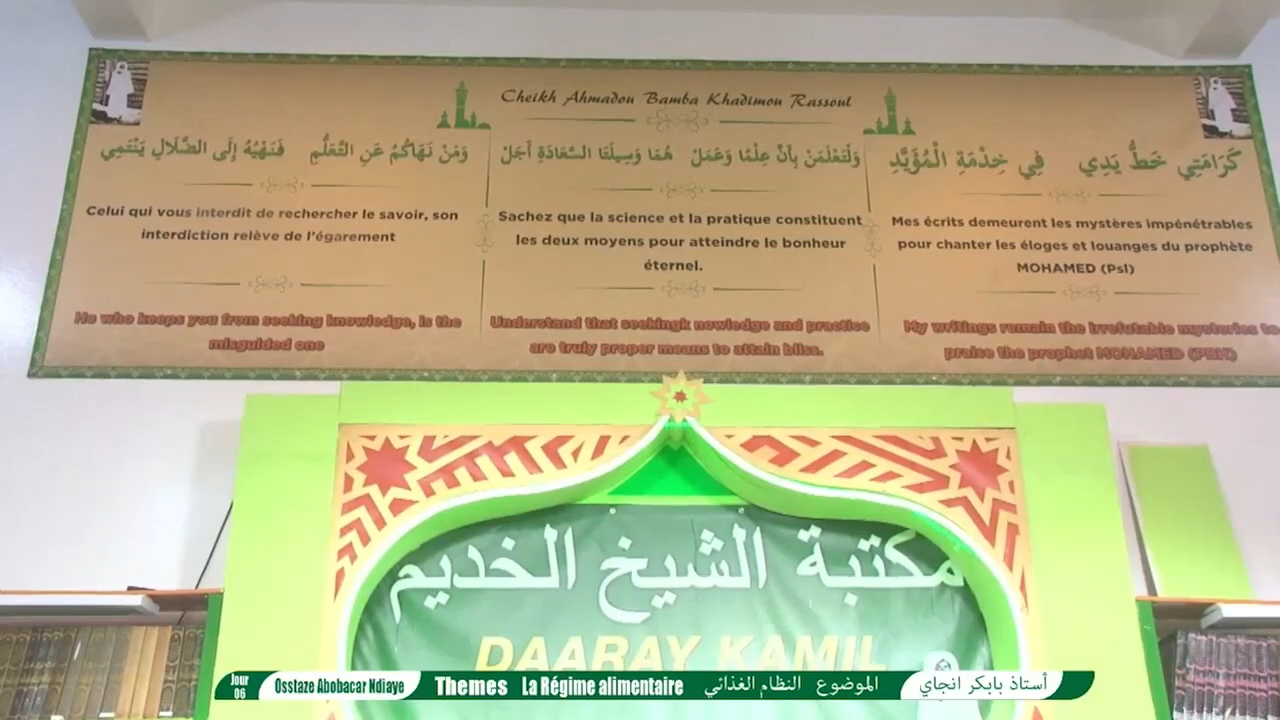 Cheikh Ahmadou Bamba Khadimou Rassoul
كَرَامَتِي خَطُّ يَدِي فِي خِدْمَةِ الْمُؤَيَّدِ
Mes écrits demeurent les mystères impénétrables
pour chanter les éloges et louanges du prophète
MOHAMED (Psl)
My writings remain the irrefutable mysteries to
praise the prophet MOHAMED (PBH)
وَلْتَعْلَمَنْ بِأَنَّ عِلْمًا وَعَمَلْ هُمَا وَسِيلَتَا السَّعَادَةِ أَجَلْ
Sachez que la science et la pratique constituent
les deux moyens pour atteindre le bonheur
éternel.
Understand that seekingk nowledge and practice
are truly proper means to attain bliss.
وَمَنْ نَهَاكُمُ عَنِ التَّعَلُّمِ فَنَهْيُهُ إِلَى الضَّلَالِ يَنْتَمِي
Celui qui vous interdit de rechercher le savoir, son
interdiction relève de l'égarement
He who keeps you from seeking knowledge, is the
misguided one
مكتبة الشيخ الخديم
DAARAY KAMIL
Jour
06
Osstaze Abobacar Ndiaye
Themes La Régime alimentaire
الموضوع النظام الغذائي
أستاذ بابكر انجاي